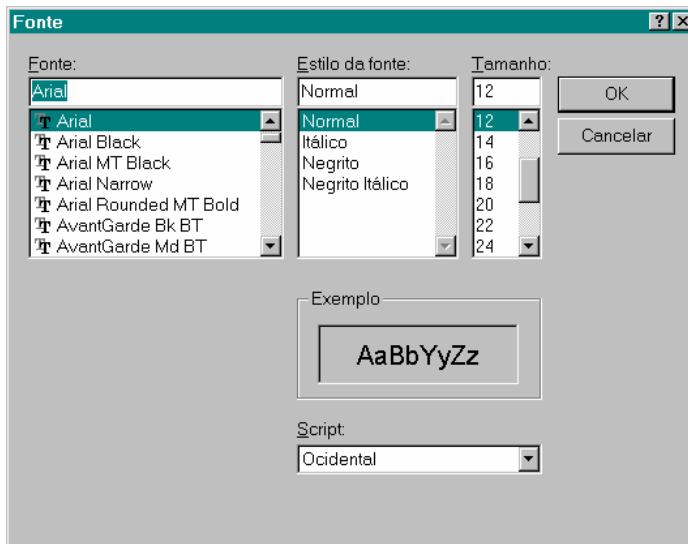 Fonte
Fonte: Estilo da fonte: Tamanho:
Arial Normal 12 OK
Arial Normal 12 Cancelar
Arial Black Itálico 14
Arial MT Black Negrito 16
Arial Narrow Negrito Itálico 18
Arial Rounded MT Bold 20
AvantGarde Bk BT 22
AvantGarde Md BT 24
Exemplo
AaBbYyZz
Script:
Ocidental